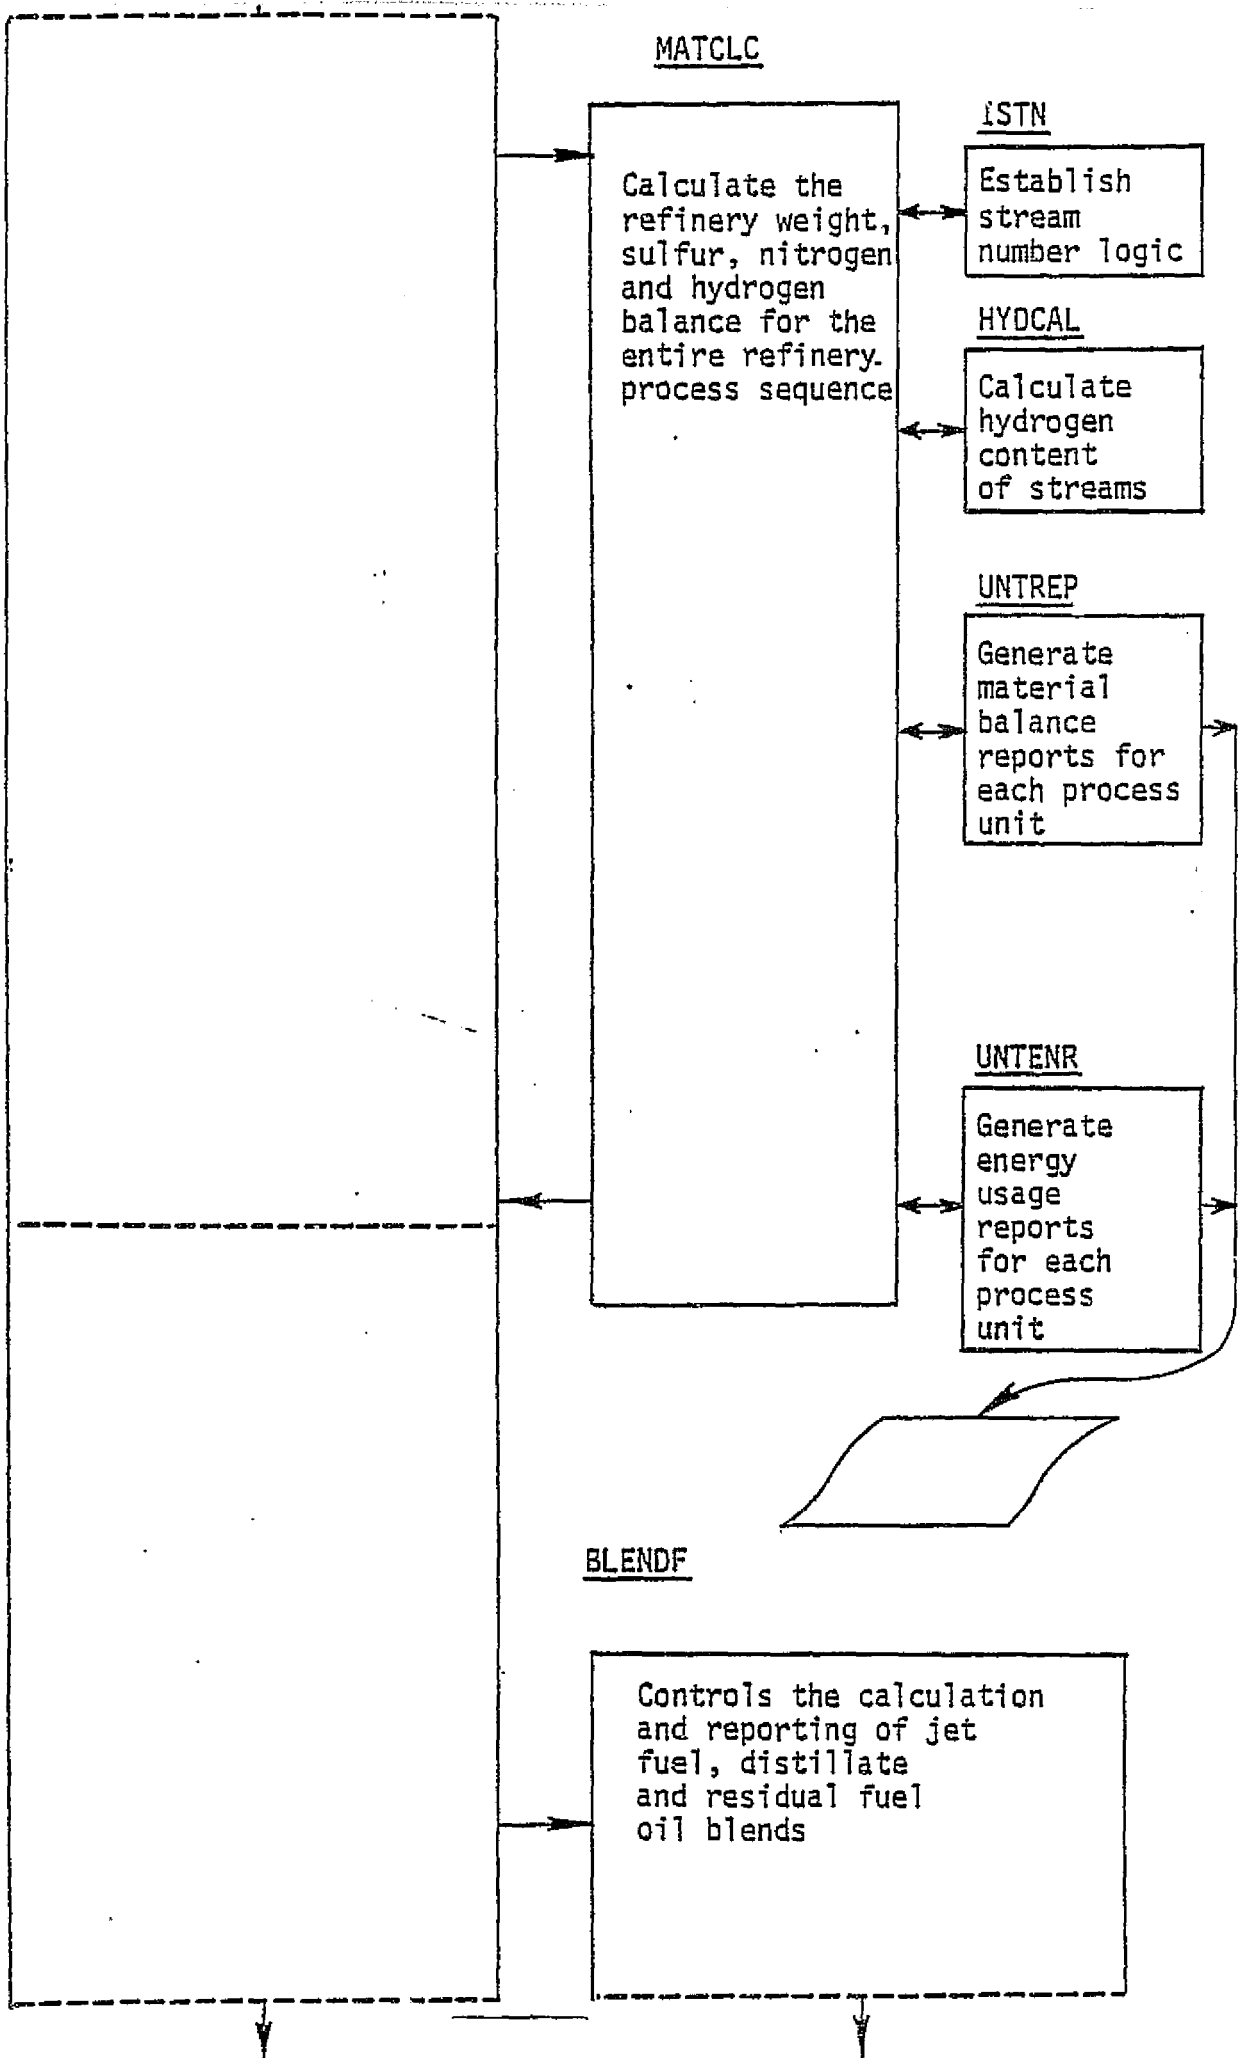 MATCLC
Calculate the
refinery weight,
sulfur, nitrogen
and hydrogen
balance for the
entire refinery-
process sequence
ISTN
Establish
stream
number logic
HYDCAL
Calculate
hydrogen
content
of streams
UNTREP
Generate
material
balance
reports for
each process
unit
UNTENR
Generate
energy
usage
reports
for each
process
unit
BLENDF
Controls the calculation
and reporting of jet
fuel, distillate
and residual fuel
oil blends